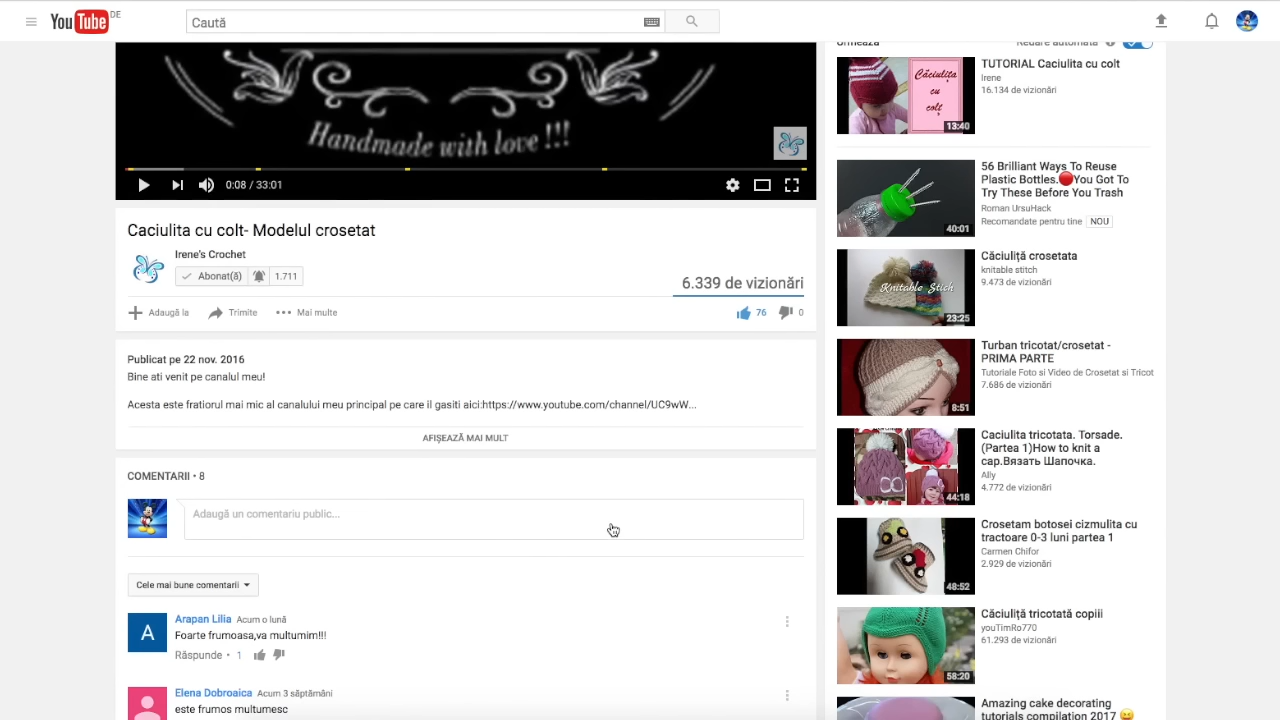 YouTube DE
Caută
Handmade with love !!!
0:08 / 33:01
Caciulita cu colt- Modelul crosetat
Irene's Crochet
Abonat(ă) 1.711
6.339 de vizionări
Adaugă la Trimite Mai multe
76 0
Publicat pe 22 nov. 2016
Bine ati venit pe canalul meu!
Acesta este fratiorul mai mic al canalului meu principal pe care il gasiti aici:https://www.youtube.com/channel/UC9wW...
AFIȘEAZĂ MAI MULT
COMENTARII • 8
Adaugă un comentariu public...
Cele mai bune comentarii
A
Arapan Lilia Acum o lună
Foarte frumoasa,va multumim!!!
Răspunde • 1
Elena Dobroaica Acum 3 săptămâni
este frumos multumesc
Urmează Redare automată
Căciulița
cu
colț
13:40
TUTORIAL Caciulita cu colt
Irene
16.134 de vizionări
40:01
56 Brilliant Ways To Reuse
Plastic Bottles.🔴You Got To
Try These Before You Trash
Roman UrsuHack
Recomandate pentru tine NOU
Knitable Stich
23:25
Căciuliță crosetata
knitable stitch
9.473 de vizionări
8:51
Turban tricotat/crosetat -
PRIMA PARTE
Tutoriale Foto si Video de Crosetat si Tricot
7.686 de vizionări
44:18
Caciulita tricotata. Torsade.
(Partea 1)How to knit a
cap.Вязать Шапочка.
Ally
4.772 de vizionări
48:52
Crosetam botosei cizmulita cu
tractoare 0-3 luni partea 1
Carmen Chifor
2.929 de vizionări
58:20
Căciuliță tricotată copiii
youTimRo770
61.293 de vizionări
Amazing cake decorating
tutorials compilation 2017 😄